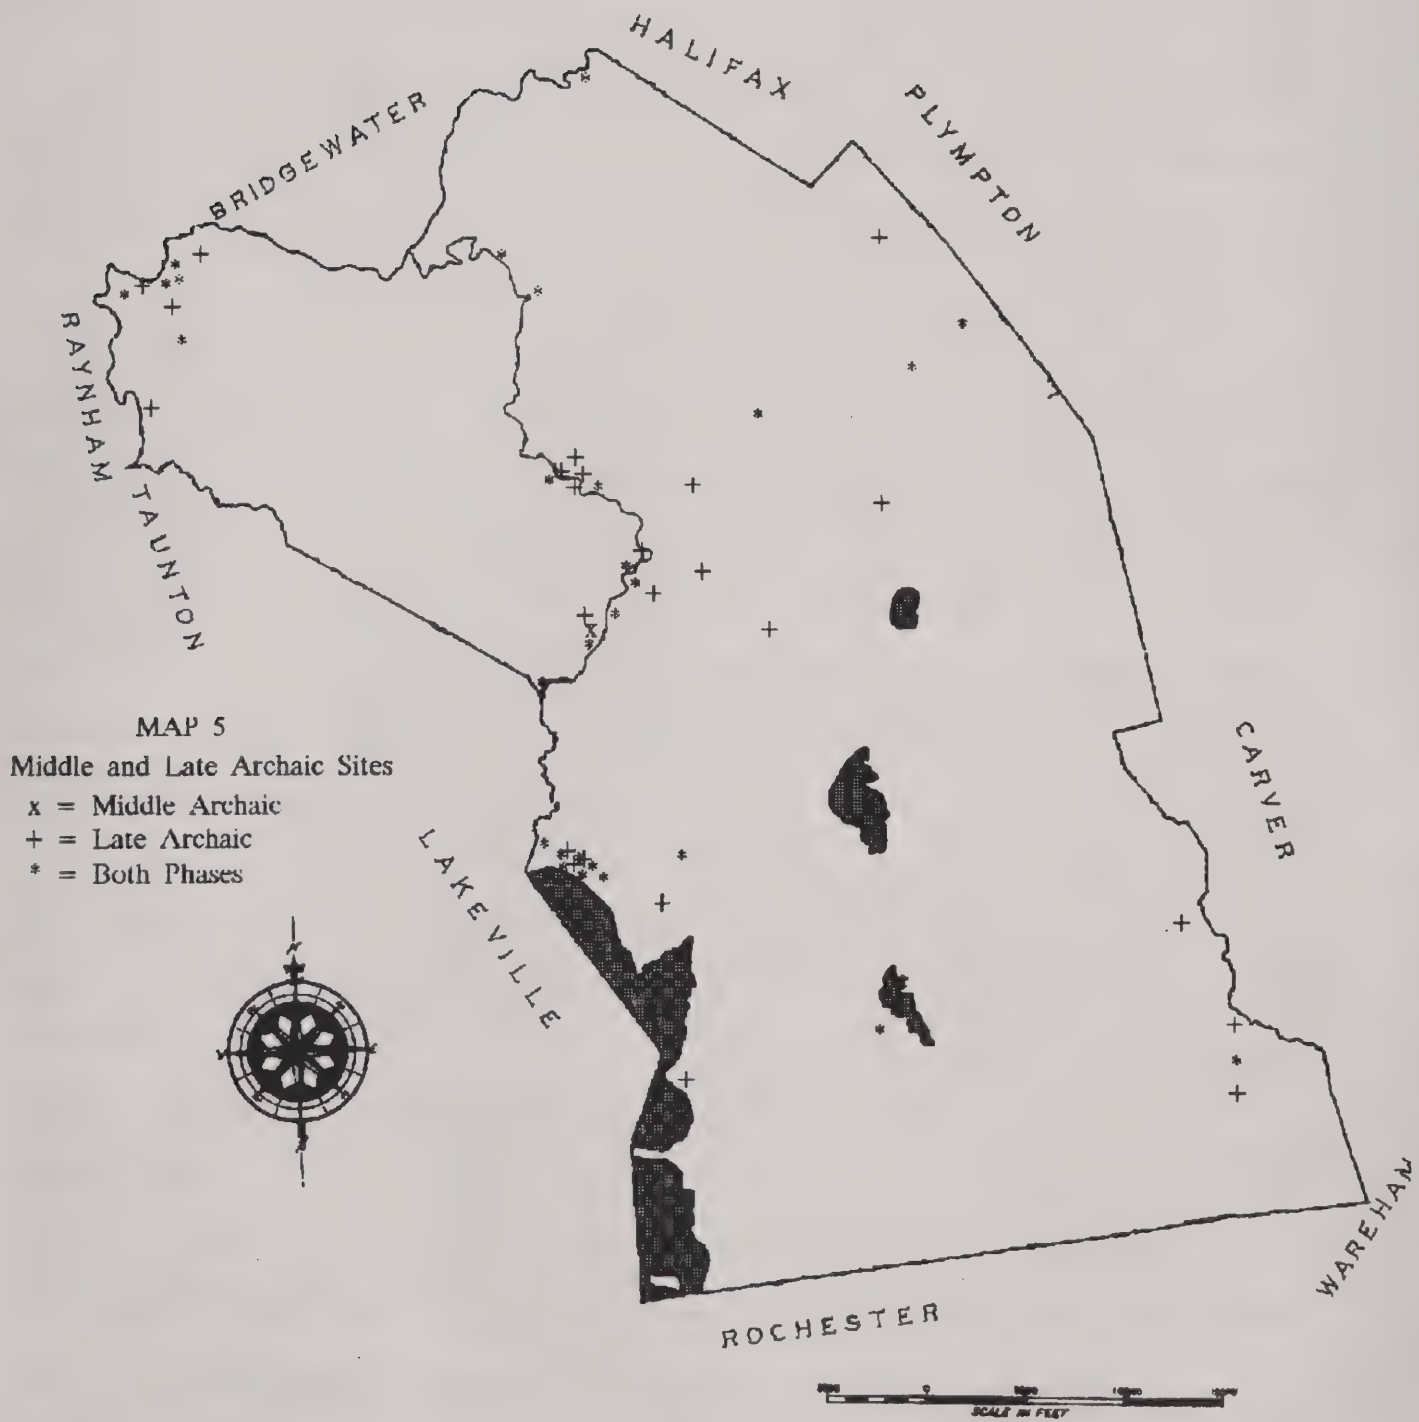 HALIFAX
PLYMPTON
BRIDGEWATER
RAYNHAM
TAUNTON
MAP 5
Middle and Late Archaic Sites
x = Middle Archaic
+ = Late Archaic
* = Both Phases
CARVER
LAKEVILLE
N
WAREHAM
ROCHESTER
0
SCALE IN FEET